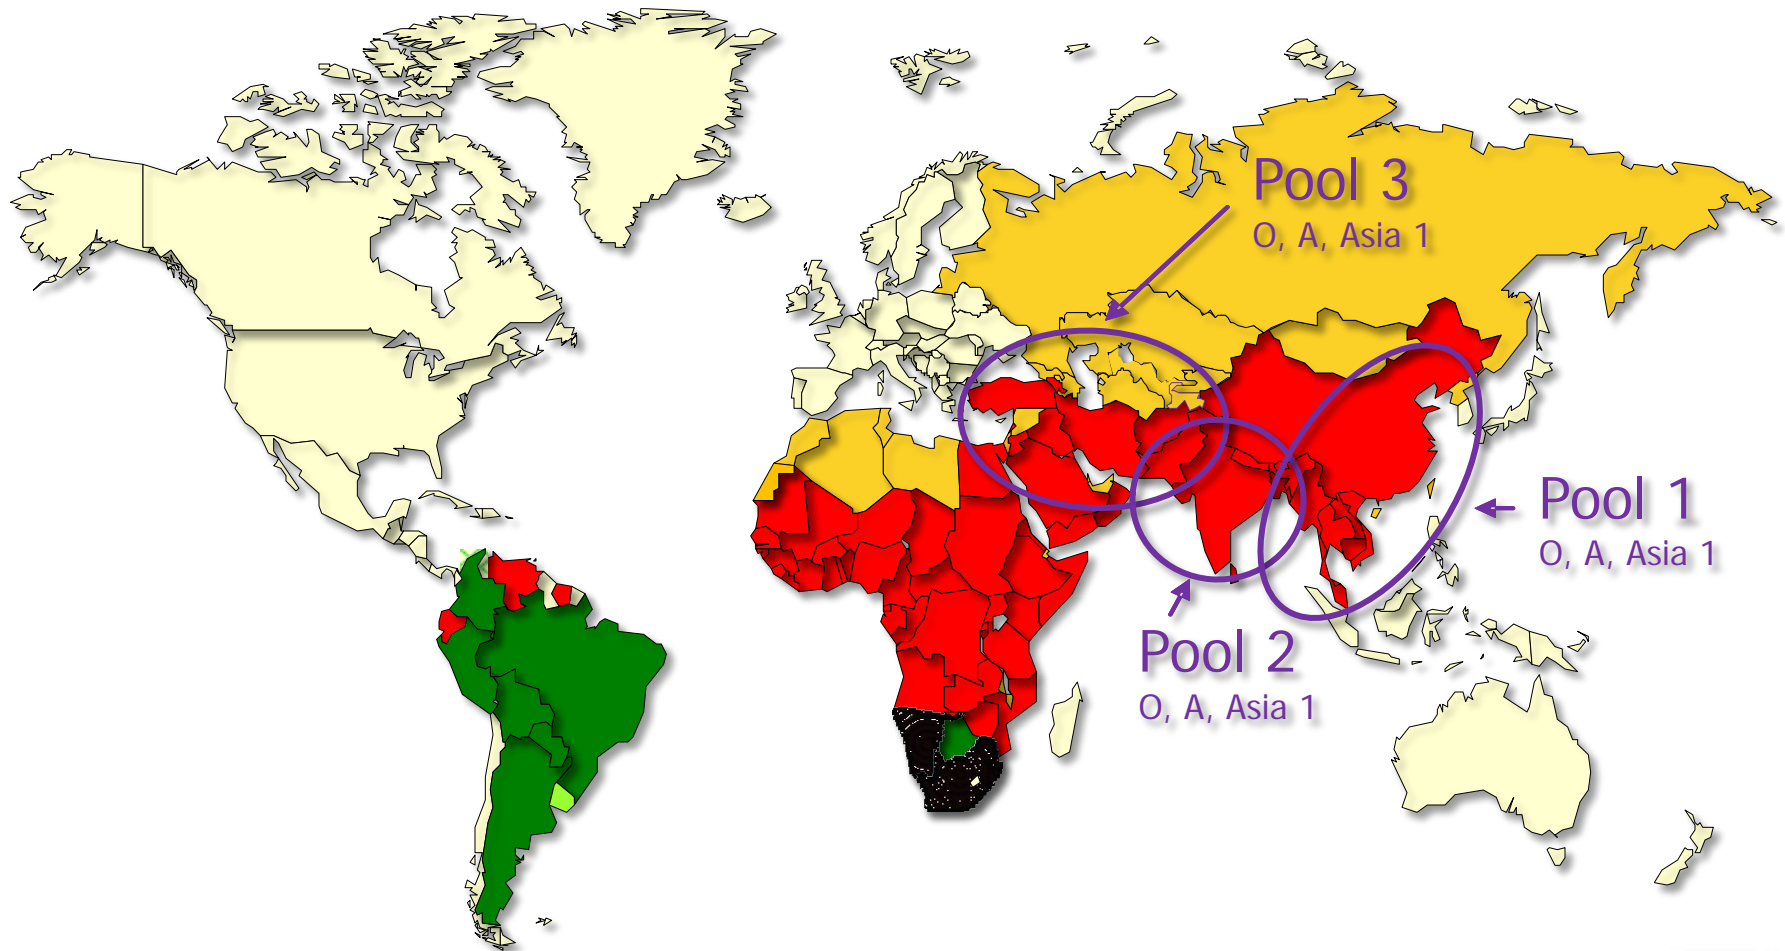 Pool 3
O, A, Asia 1
Pool 1
O, A, Asia 1
Pool 2
O, A, Asia 1